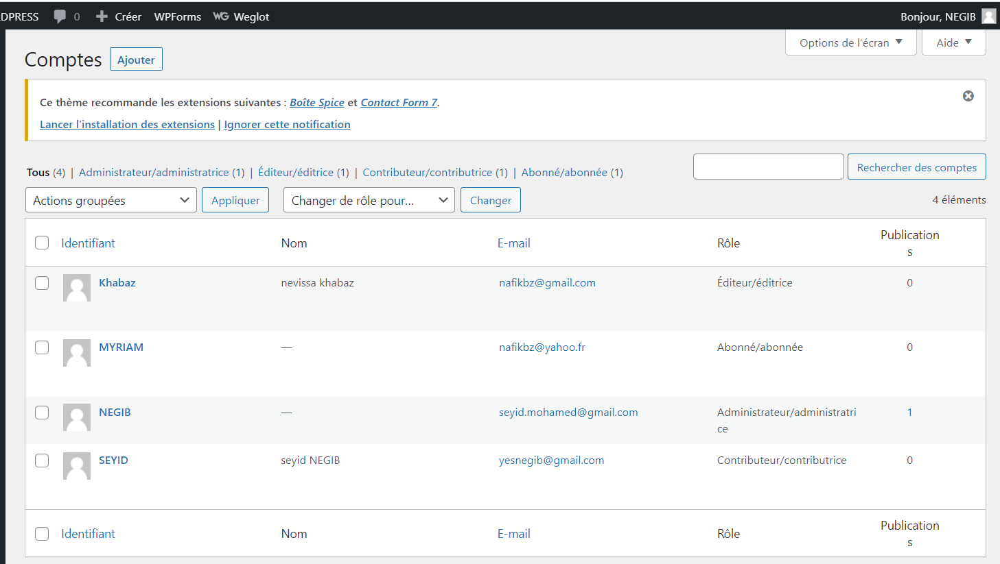 DPRESS 0 Créer WPForms WG Weglot Bonjour, NEGIB
Options de l'écran Aide
Comptes Ajouter
Ce thème recommande les extensions suivantes : Boîte Spice et Contact Form 7.
Lancer l'installation des extensions | Ignorer cette notification
Tous (4) | Administrateur/administratrice (1) | Éditeur/éditrice (1) | Contributeur/contributrice (1) | Abonné/abonnée (1) Rechercher des comptes
Actions groupées Appliquer Changer de rôle pour... Changer 4 éléments
Identifiant Nom E-mail Rôle Publication
s
Khabaz nevissa khabaz nafikbz@gmail.com Éditeur/éditrice 0
MYRIAM — nafikbz@yahoo.fr Abonné/abonnée 0
NEGIB — seyid.mohamed@gmail.com Administrateur/administratri 1
ce
SEYID seyid NEGIB yesnegib@gmail.com Contributeur/contributrice 0
Identifiant Nom E-mail Rôle Publication
s